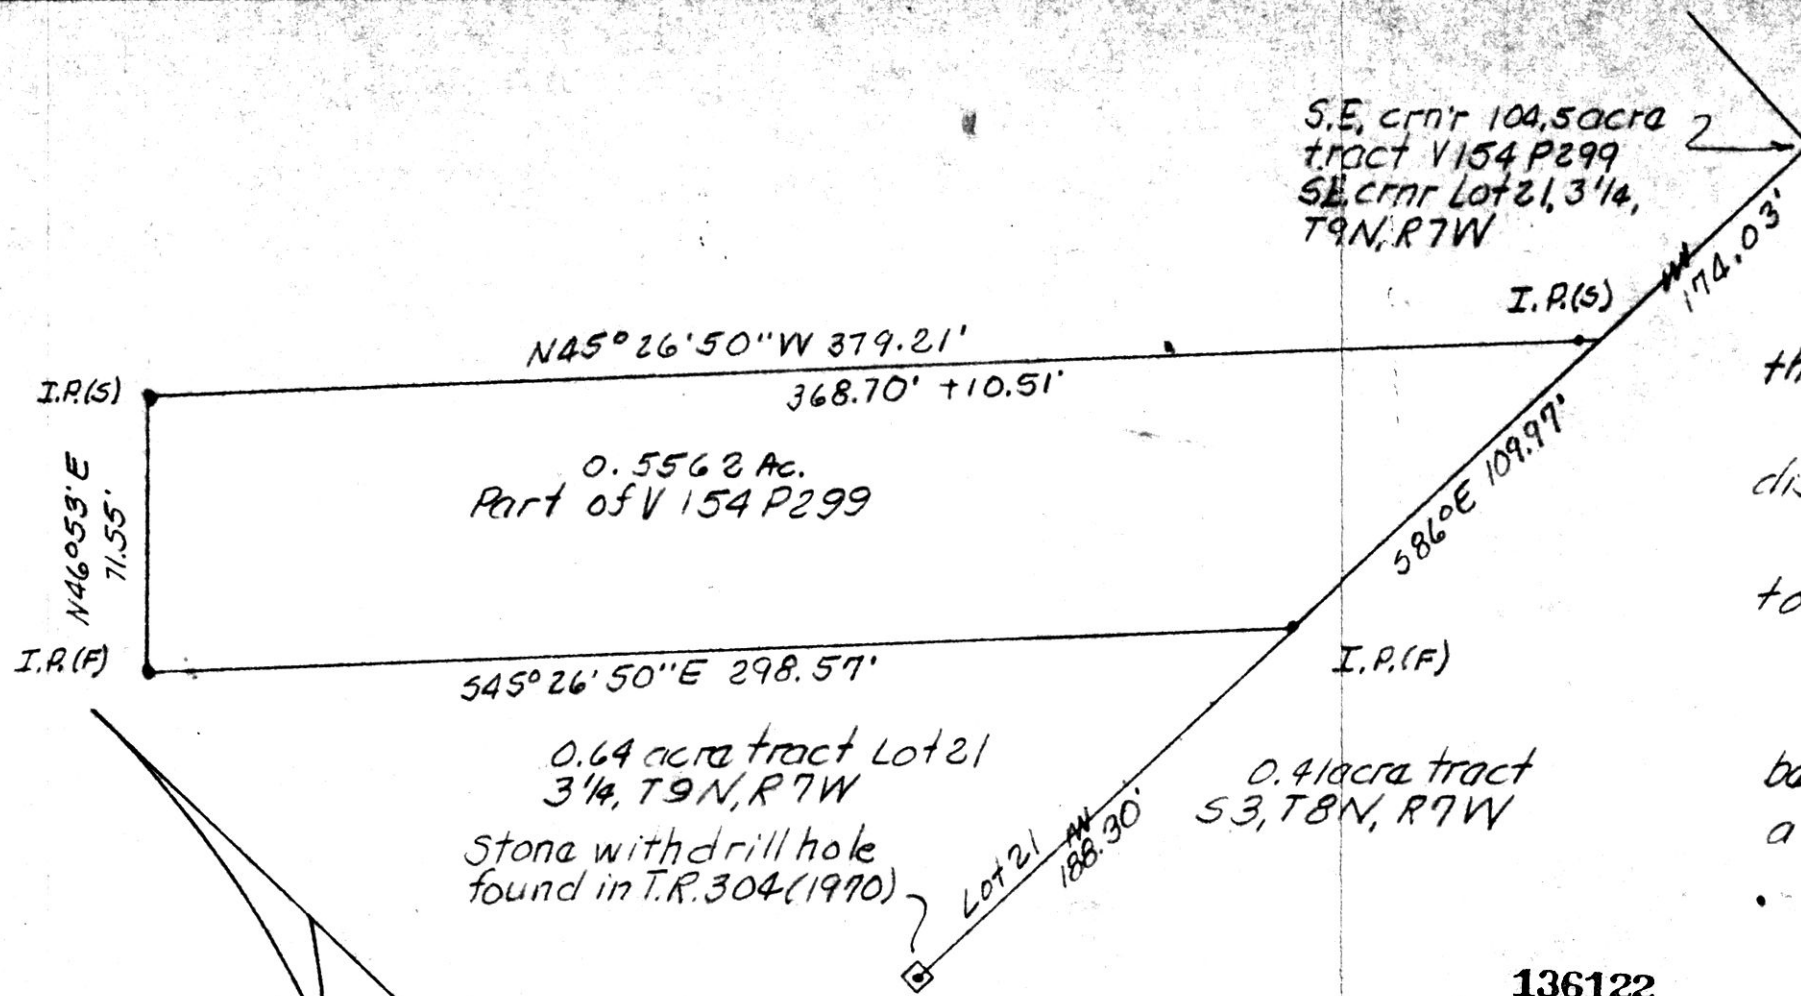 S.E. crn'r 104.5 acre
tract V154 P299
SE crnr Lot 21, 3 1/4,
T9N, R7W
174.03'
I.P.(S)
N45°26'50"W 379.21'
368.70' +10.51'
I.P.(S)
th
0.5562 Ac.
Part of V 154 P299
N46°53'E
71.55'
S86°E 109.97'
dis
to
I.P.(F)
S45°26'50"E 298.57'
I.P.(F)
0.64 acre tract Lot 21
3 1/4, T9N, R7W
0.41 acre tract
S3, T8N, R7W
ba
a
Stone with drill hole
found in T.R. 304 (1970)
Lot 21
188.30'
136122